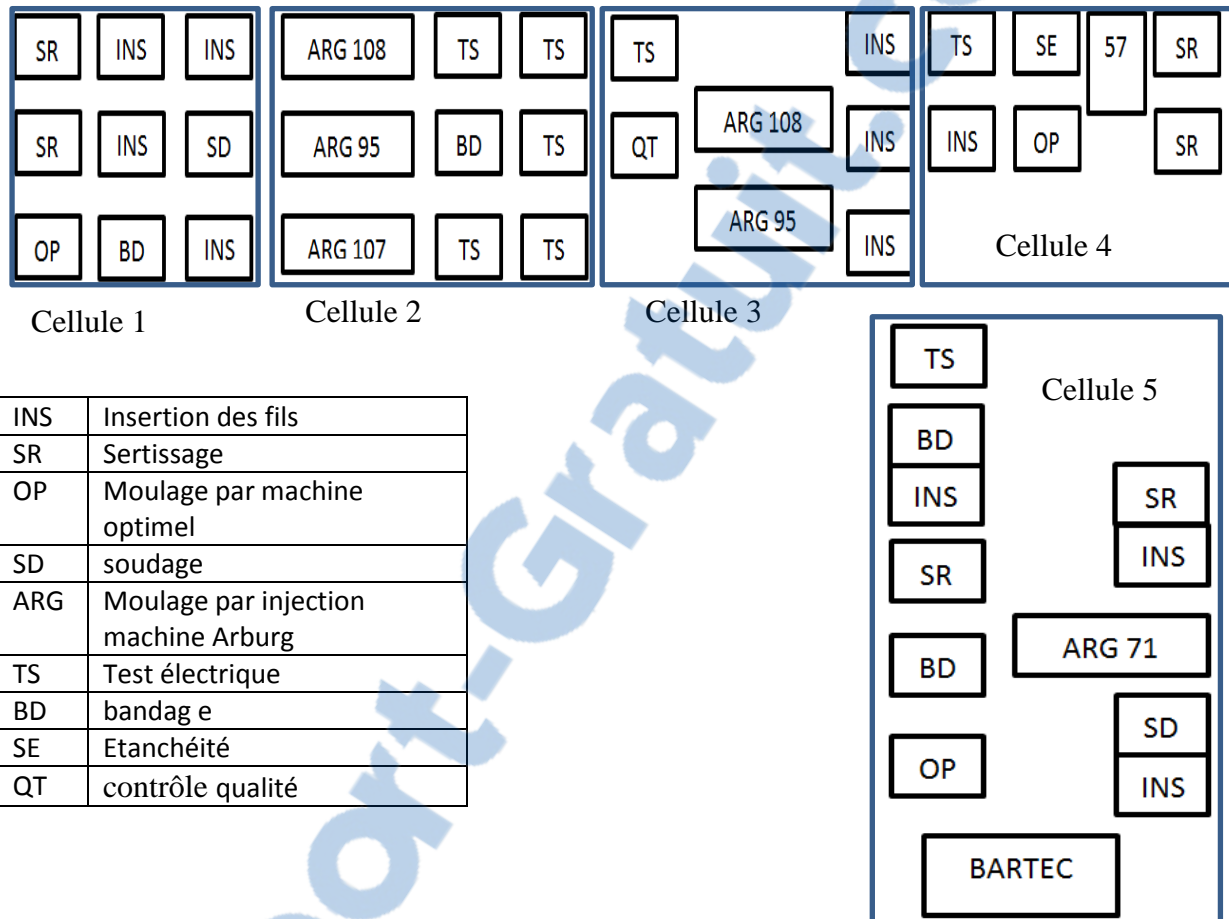 SR INS INS ARG 108 TS TS TS INS TS SE 57 SR
SR INS SD ARG 95 BD TS QT ARG 108 INS INS OP SR
OP BD INS ARG 107 TS TS ARG 95 INS
Cellule 4
Cellule 1
Cellule 2
Cellule 3
INS Insertion des fils
SR Sertissage
OP Moulage par machine
optimel
SD soudage
ARG Moulage par injection
machine Arburg
TS Test électrique
BD bandag e
SE Etanchéité
QT contrôle qualité
TS
Cellule 5
BD
INS SR
INS
SR
ARG 71
BD
SD
OP
INS
BARTEC
ort-Gratuit.c